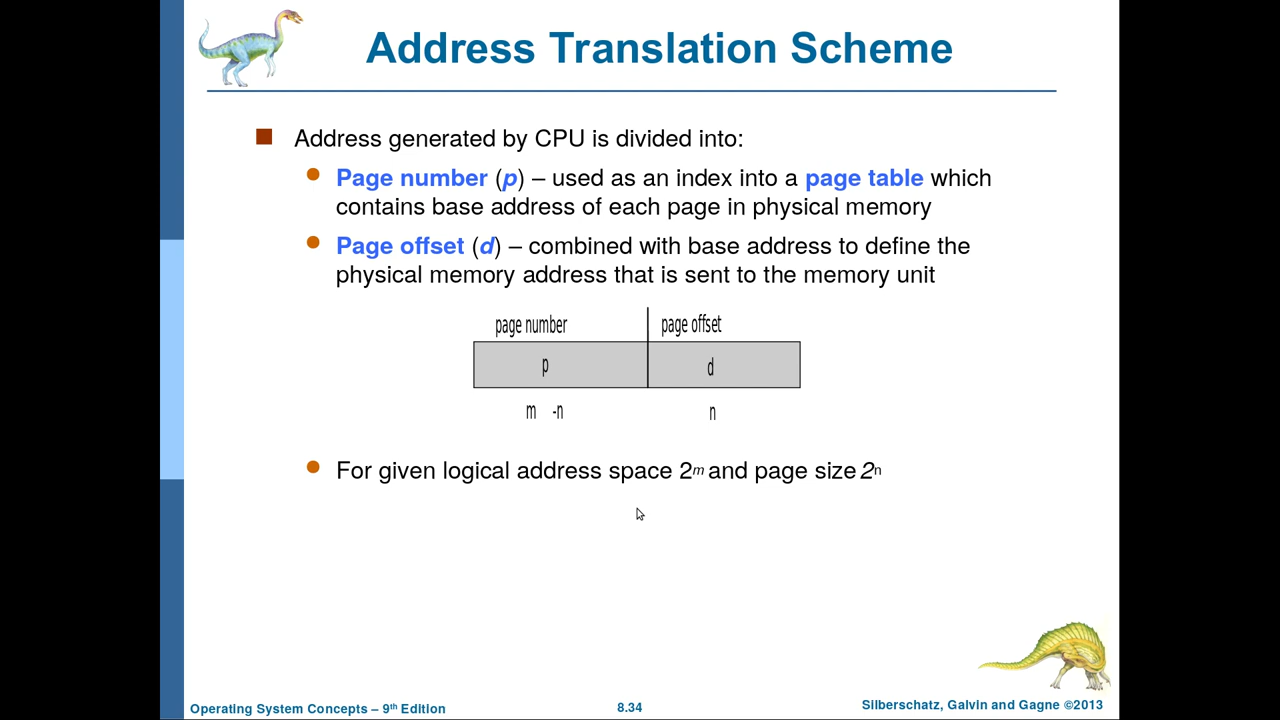 Address Translation Scheme
Address generated by CPU is divided into:
Page number (p) – used as an index into a page table which
contains base address of each page in physical memory
Page offset (d) – combined with base address to define the
physical memory address that is sent to the memory unit
page number page offset
p d
m -n n
For given logical address space 2ᵐ and page size 2ⁿ
Operating System Concepts – 9th Edition 8.34 Silberschatz, Galvin and Gagne ©2013